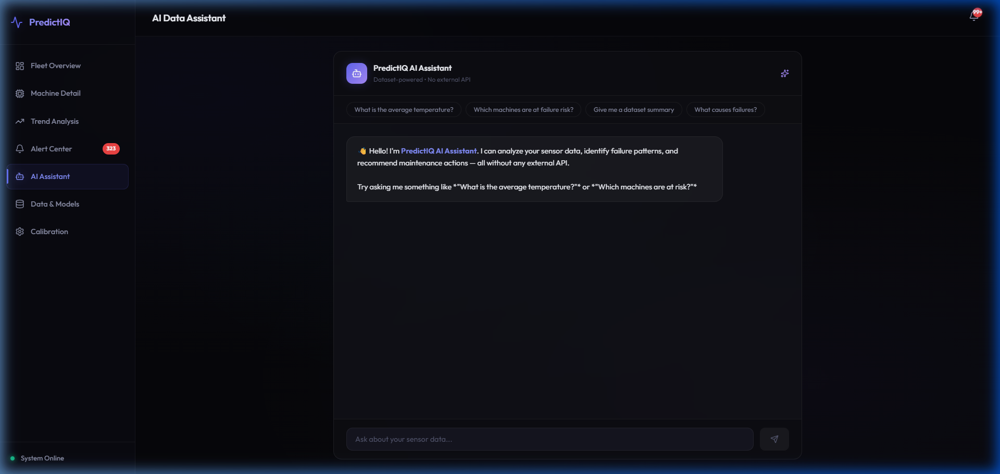 PredictIQ
Fleet Overview
Machine Detail
Trend Analysis
Alert Center 323
AI Assistant
Data & Models
Calibration
System Online
AI Data Assistant
99+
PredictIQ AI Assistant
Dataset-powered • No external API
What is the average temperature? Which machines are at failure risk? Give me a dataset summary What causes failures?
👋 Hello! I'm PredictIQ AI Assistant. I can analyze your sensor data, identify failure patterns, and
recommend maintenance actions — all without any external API.
Try asking me something like *"What is the average temperature?"* or *"Which machines are at risk?"*
Ask about your sensor data...